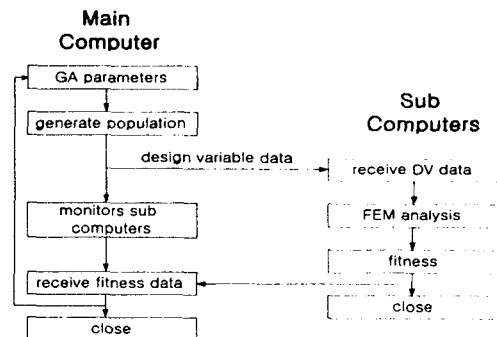 Main
Computer
GA parameters
generate population
design variable data
monitors sub
computers
receive fitness data
close
Sub
Computers
receive DV data
FEM analysis
fitness
close